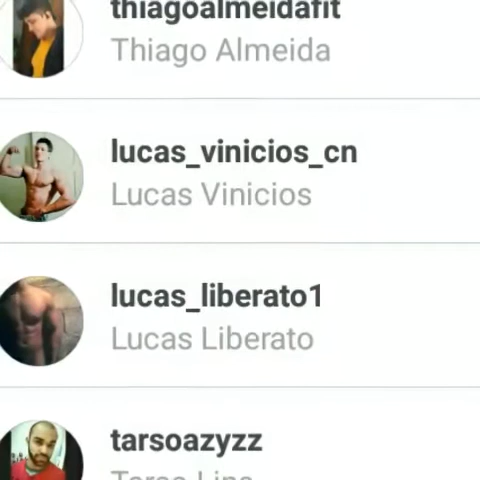 thiagoalmeidafit
Thiago Almeida
lucas_vinicios_cn
Lucas Vinicios
lucas_liberato1
Lucas Liberato
tarsoazyzz